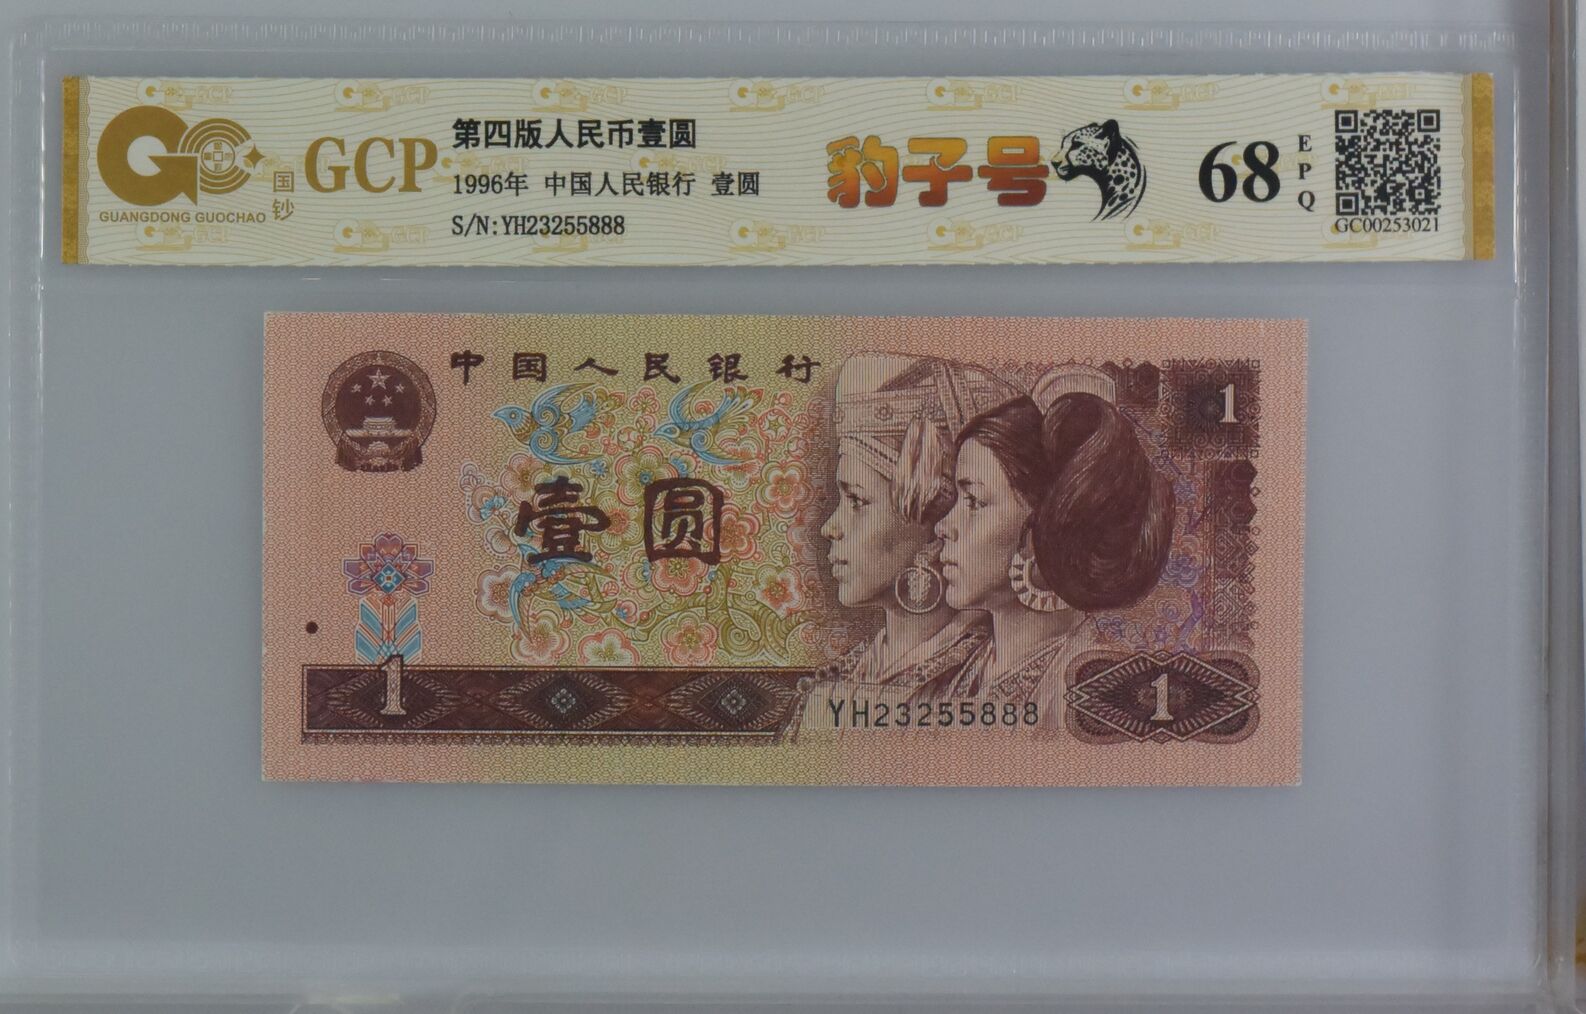 GUANGDONG GUOCHAO
国钞
GCP
第四版人民币壹圆
1996年 中国人民银行 壹圆
S/N:YH23255888
豹子号
68
EPQ
GC00253021
中国人民银行
1
壹圆
1
YH23255888
1